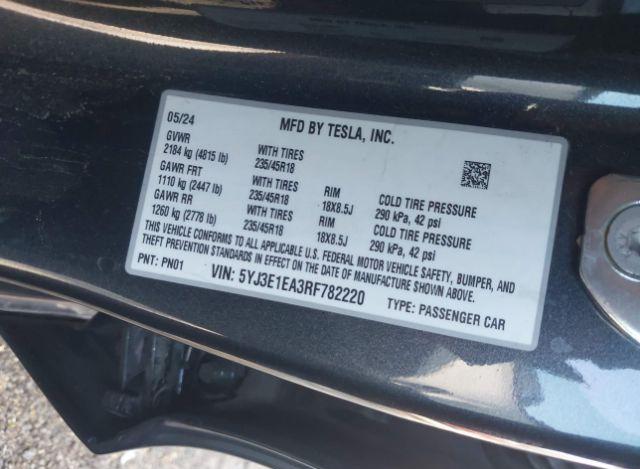 05/24 MFD BY TESLA, INC.
GVWR WITH TIRES
2184 kg (4815 lb) 235/45R18
GAWR FRT WITH TIRES RIM COLD TIRE PRESSURE
1110 kg (2447 lb) 235/45R18 18X8.5J 290 kPa, 42 psi
GAWR RR WITH TIRES RIM COLD TIRE PRESSURE
1260 kg (2778 lb) 235/45R18 18X8.5J 290 kPa, 42 psi
THIS VEHICLE CONFORMS TO ALL APPLICABLE U.S. FEDERAL MOTOR VEHICLE SAFETY, BUMPER, AND
THEFT PREVENTION STANDARDS IN EFFECT ON THE DATE OF MANUFACTURE SHOWN ABOVE.
PNT: PN01 VIN: 5YJ3E1EA3RF782220 TYPE: PASSENGER CAR